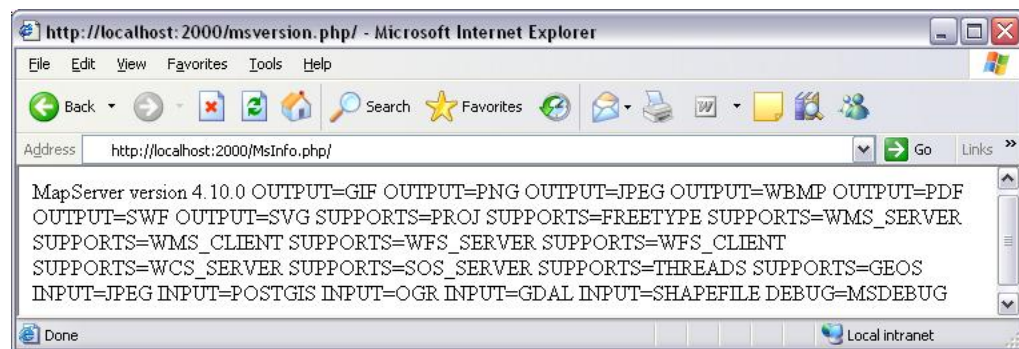 http://localhost:2000/msversion.php/ - Microsoft Internet Explorer
File Edit View Favorites Tools Help
Back Search Favorites
Address http://localhost:2000/MsInfo.php/ Go Links »
MapServer version 4.10.0 OUTPUT=GIF OUTPUT=PNG OUTPUT=JPEG OUTPUT=WBMP OUTPUT=PDF
OUTPUT=SWF OUTPUT=SVG SUPPORTS=PROJ SUPPORTS=FREETYPE SUPPORTS=WMS_SERVER
SUPPORTS=WMS_CLIENT SUPPORTS=WFS_SERVER SUPPORTS=WFS_CLIENT
SUPPORTS=WCS_SERVER SUPPORTS=SOS_SERVER SUPPORTS=THREADS SUPPORTS=GEOS
INPUT=JPEG INPUT=POSTGIS INPUT=OGR INPUT=GDAL INPUT=SHAPEFILE DEBUG=MSDEBUG
Done Local intranet